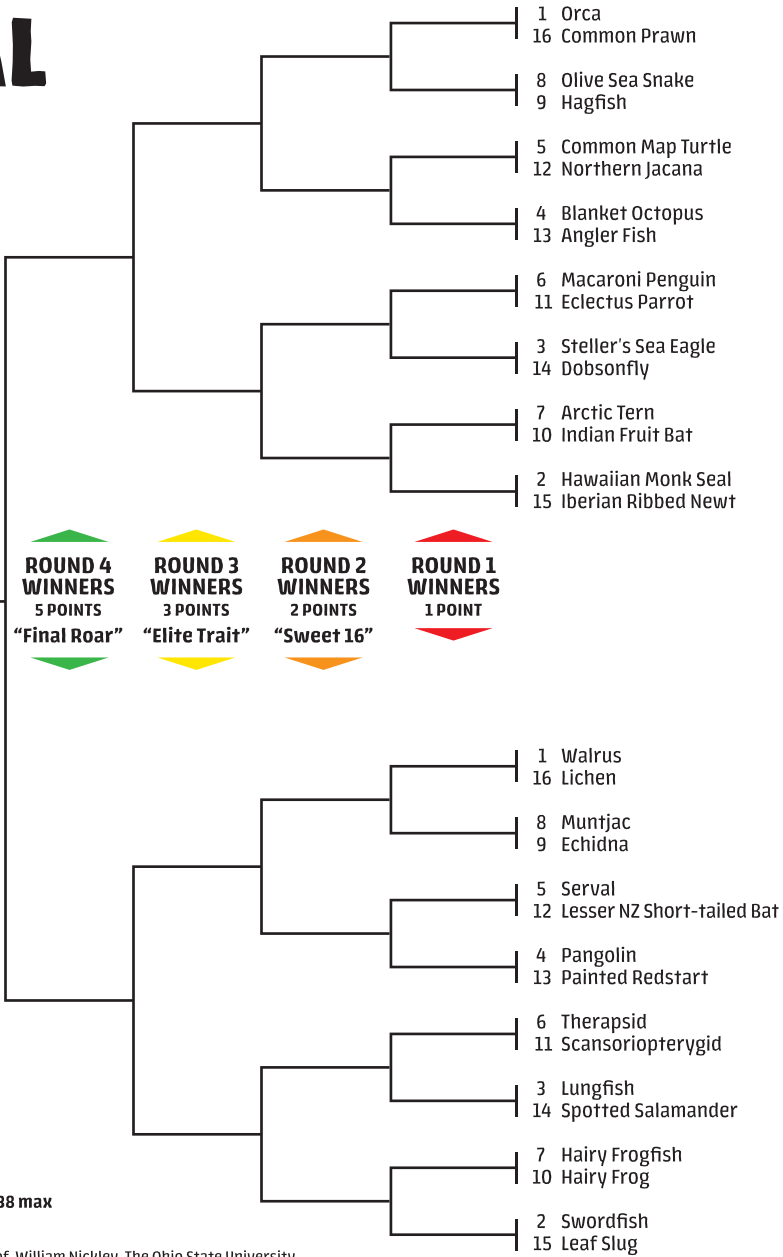 AL
1 Orca
16 Common Prawn
8 Olive Sea Snake
9 Hagfish
5 Common Map Turtle
12 Northern Jacana
4 Blanket Octopus
13 Angler Fish
6 Macaroni Penguin
11 Eclectus Parrot
3 Steller's Sea Eagle
14 Dobsonfly
7 Arctic Tern
10 Indian Fruit Bat
2 Hawaiian Monk Seal
15 Iberian Ribbed Newt
ROUND 4
WINNERS
5 POINTS
“Final Roar”
ROUND 3
WINNERS
3 POINTS
“Elite Trait”
ROUND 2
WINNERS
2 POINTS
“Sweet 16”
ROUND 1
WINNERS
1 POINT
1 Walrus
16 Lichen
8 Muntjac
9 Echidna
5 Serval
12 Lesser NZ Short-tailed Bat
4 Pangolin
13 Painted Redstart
6 Therapsid
11 Scansoriopterygid
3 Lungfish
14 Spotted Salamander
7 Hairy Frogfish
10 Hairy Frog
2 Swordfish
15 Leaf Slug
38 max
of. William Nickley, The Ohio State University